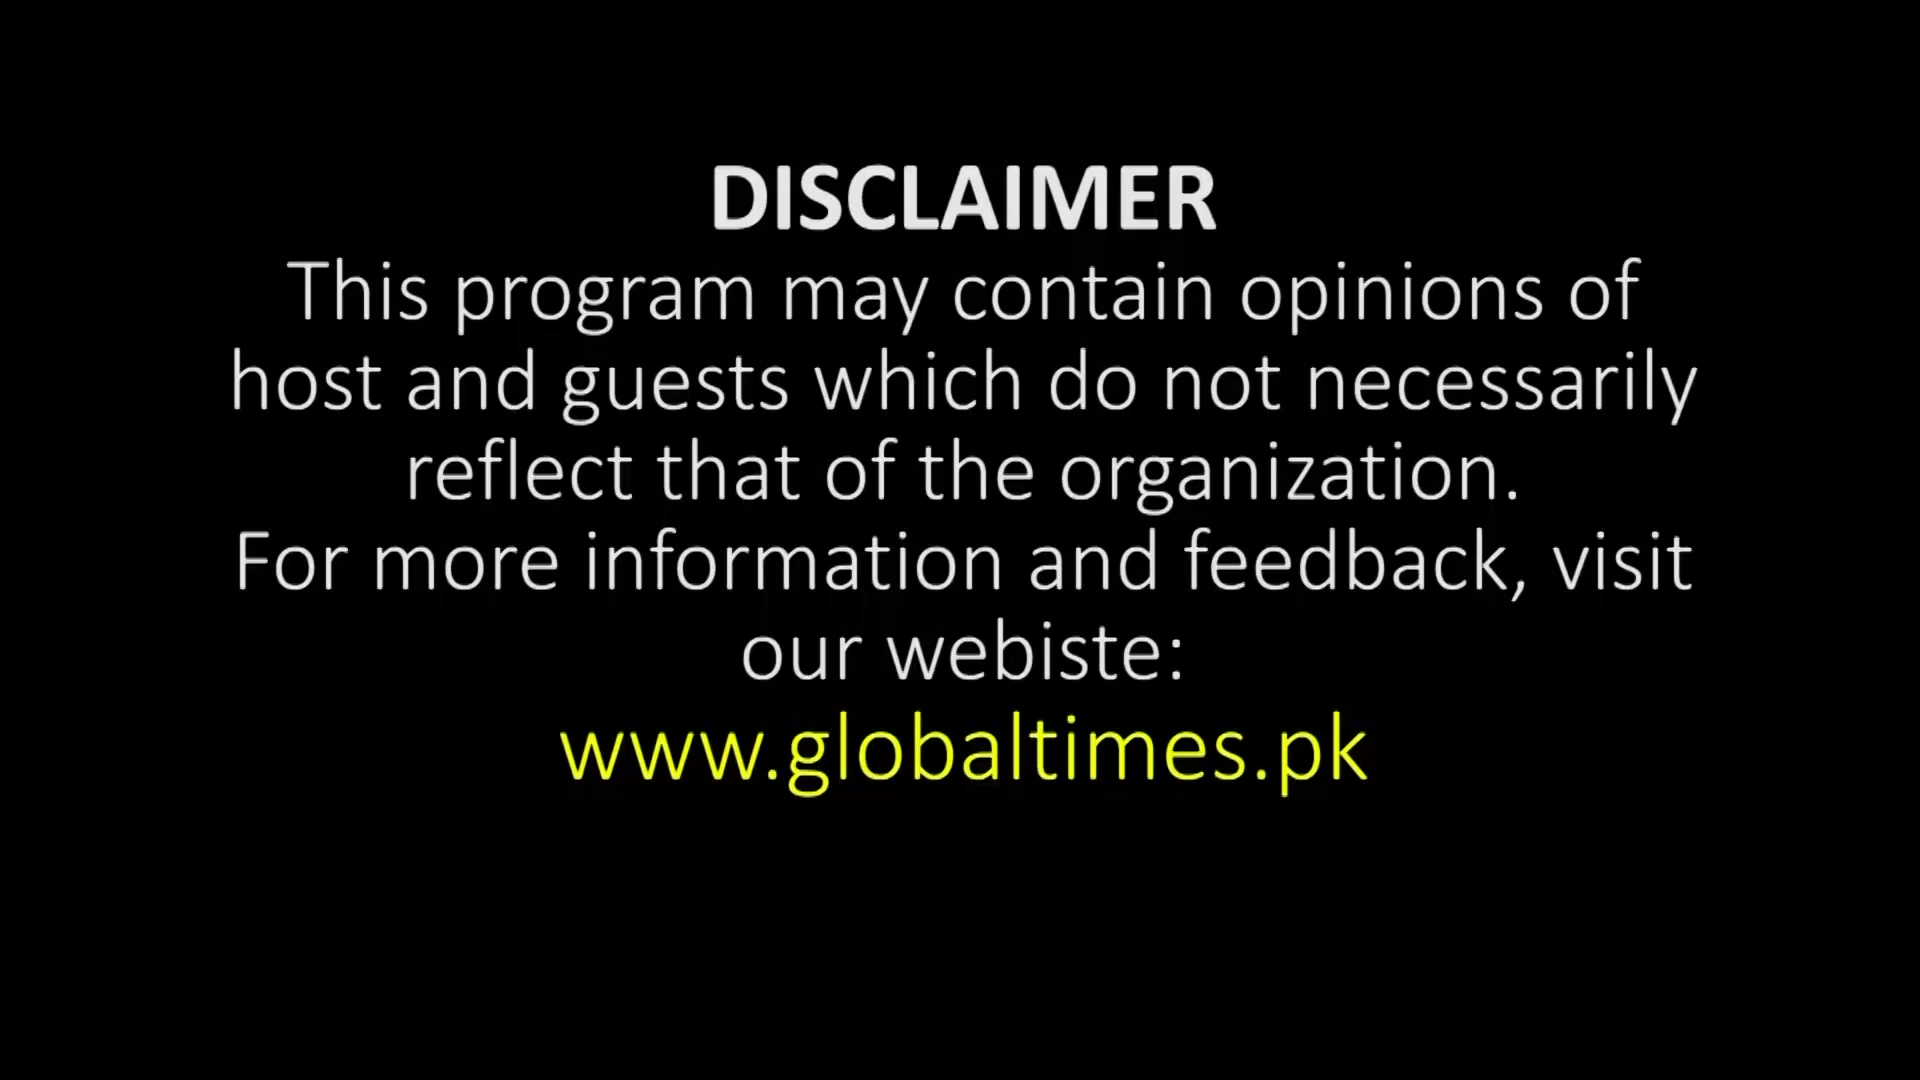 DISCLAIMER
This program may contain opinions of
host and guests which do not necessarily
reflect that of the organization.
For more information and feedback, visit
our webiste:
www.globaltimes.pk